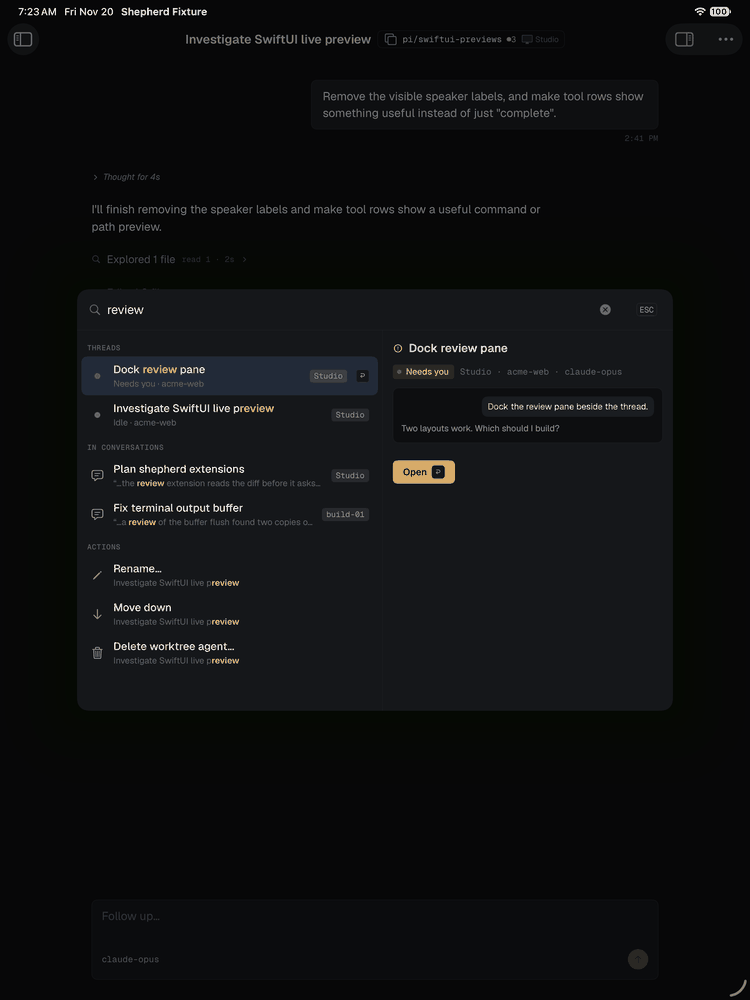 7:23 AM Fri Nov 20 Shepherd Fixture
100
Investigate SwiftUI live preview
pi/swiftui-previews
3
Studio
Remove the visible speaker labels, and make tool rows show
something useful instead of just "complete".
2:41 PM
Thought for 4s
I'll finish removing the speaker labels and make tool rows show a useful command or
path preview.
Explored 1 file read 1 · 2s
review
ESC
THREADS
Dock review pane
Needs you · acme-web
Studio
Investigate SwiftUI live preview
Idle · acme-web
Studio
IN CONVERSATIONS
Plan shepherd extensions
"…the review extension reads the diff before it asks…
Studio
Fix terminal output buffer
"…a review of the buffer flush found two copies o…
build-01
ACTIONS
Rename…
Investigate SwiftUI live preview
Move down
Investigate SwiftUI live preview
Delete worktree agent…
Investigate SwiftUI live preview
Dock review pane
Needs you Studio · acme-web · claude-opus
Dock the review pane beside the thread.
Two layouts work. Which should I build?
Open
Follow up…
claude-opus